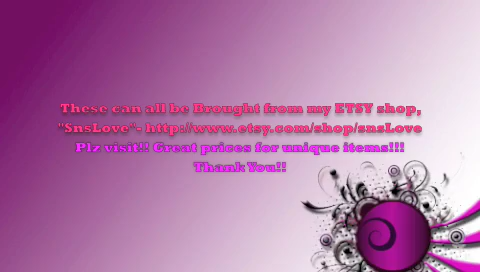 These can all be Brought from my ETSY shop,
"SnsLove"- http://www.etsy.com/shop/snsLove
Plz visit!! Great prices for unique items!!!
Thank You!!